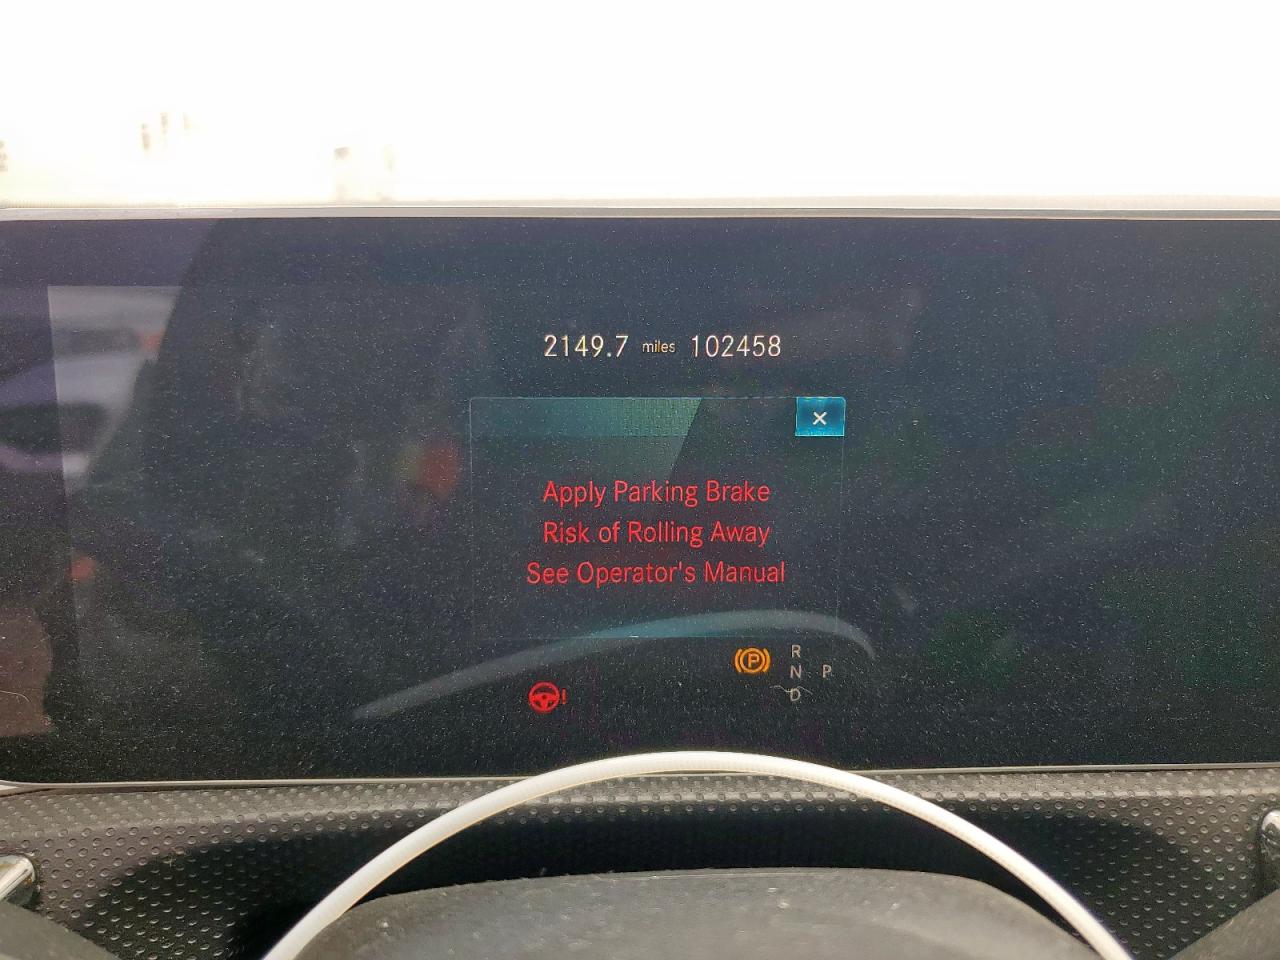 2149.7 miles 102458
×
Apply Parking Brake
Risk of Rolling Away
See Operator's Manual
(P) R
N P
! D